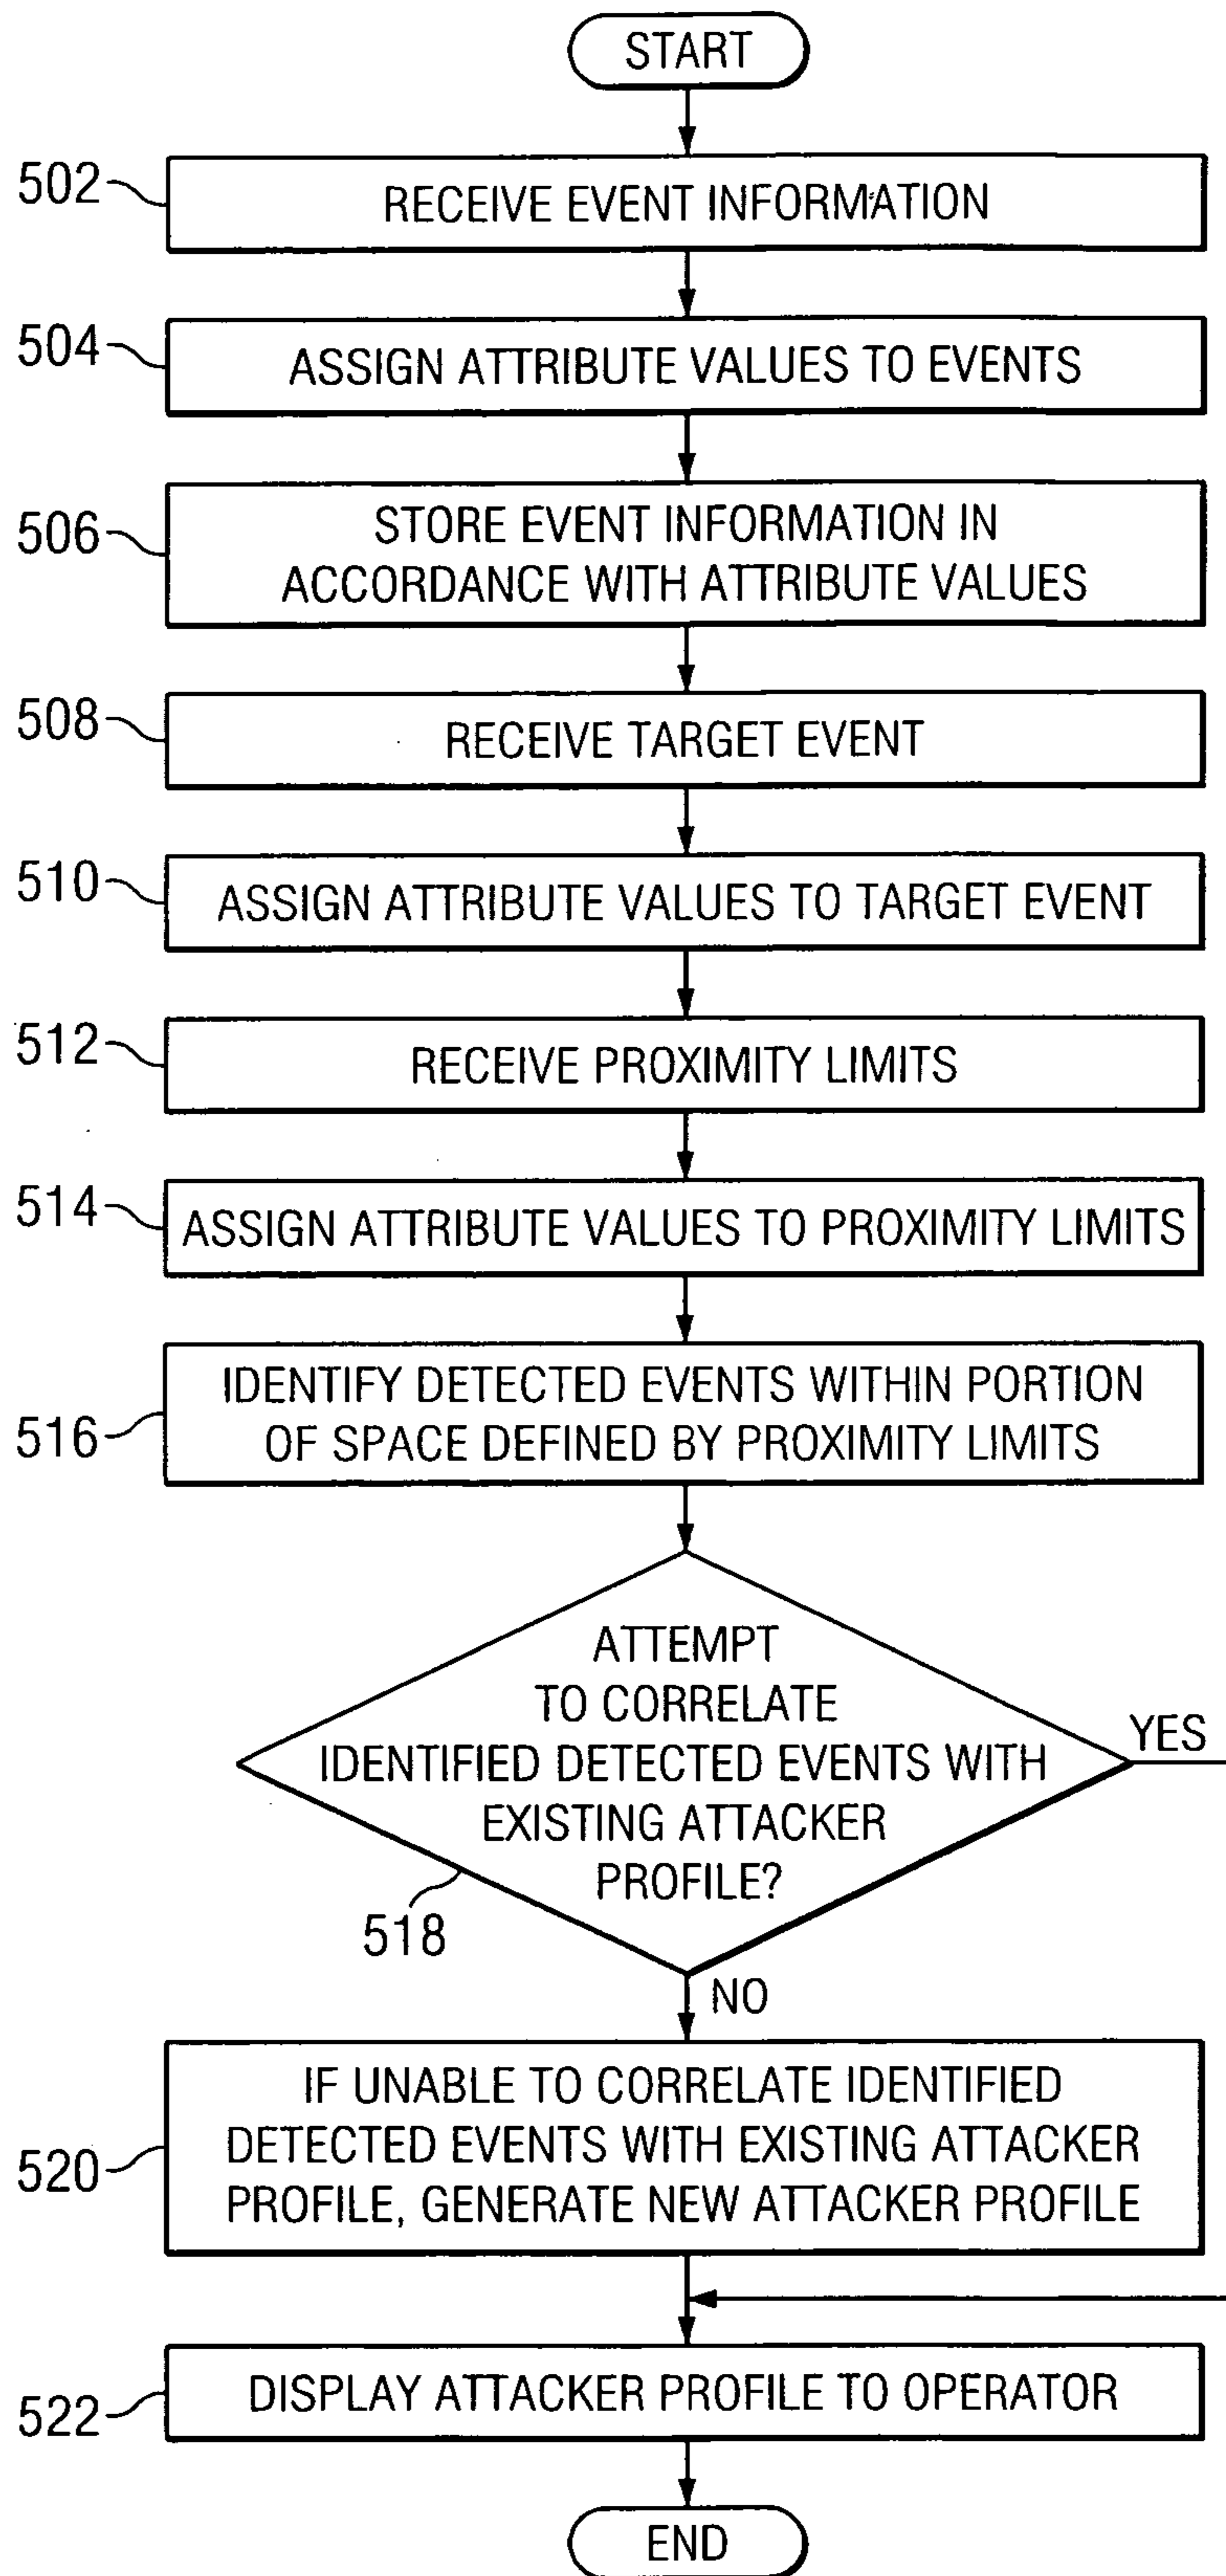 START
502
RECEIVE EVENT INFORMATION
504
ASSIGN ATTRIBUTE VALUES TO EVENTS
506
STORE EVENT INFORMATION IN
ACCORDANCE WITH ATTRIBUTE VALUES
508
RECEIVE TARGET EVENT
510
ASSIGN ATTRIBUTE VALUES TO TARGET EVENT
512
RECEIVE PROXIMITY LIMITS
514
ASSIGN ATTRIBUTE VALUES TO PROXIMITY LIMITS
516
IDENTIFY DETECTED EVENTS WITHIN PORTION
OF SPACE DEFINED BY PROXIMITY LIMITS
ATTEMPT
TO CORRELATE
IDENTIFIED DETECTED EVENTS WITH
EXISTING ATTACKER
PROFILE?
YES
518
NO
520
IF UNABLE TO CORRELATE IDENTIFIED
DETECTED EVENTS WITH EXISTING ATTACKER
PROFILE, GENERATE NEW ATTACKER PROFILE
522
DISPLAY ATTACKER PROFILE TO OPERATOR
END